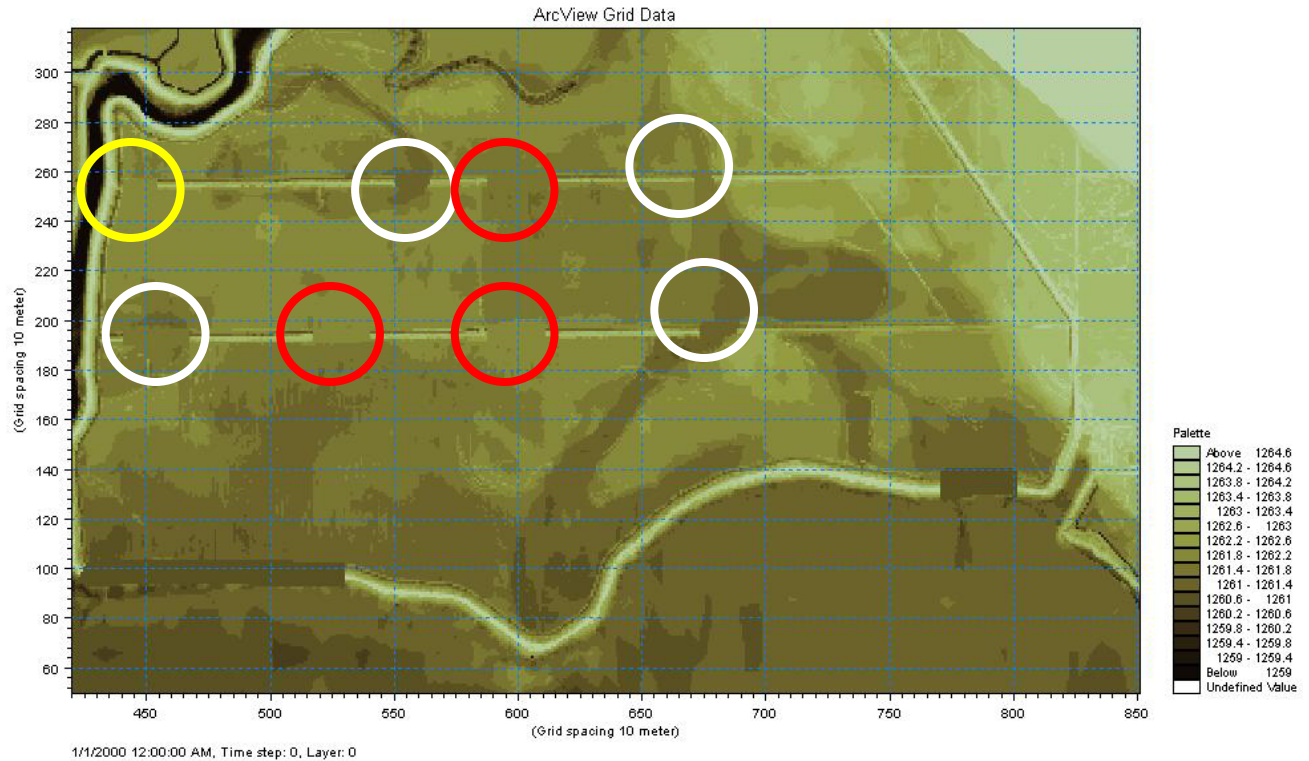 ArcView Grid Data
300
280
260
240
220
200
180
160
140
120
100
80
60
(Grid spacing 10 meter)
450 500 550 600 650 700 750 800 850
(Grid spacing 10 meter)
1/1/2000 12:00:00 AM, Time step: 0, Layer: 0
Palette
Above 1264.6
1264.2 - 1264.6
1263.8 - 1264.2
1263.4 - 1263.8
1263 - 1263.4
1262.6 - 1263
1262.2 - 1262.6
1261.8 - 1262.2
1261.4 - 1261.8
1261 - 1261.4
1260.6 - 1261
1260.2 - 1260.6
1259.8 - 1260.2
1259.4 - 1259.8
1259 - 1259.4
Below 1259
Undefined Value